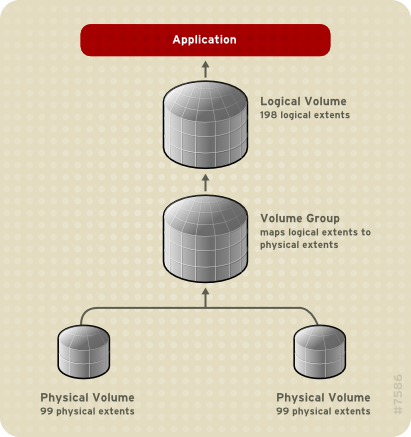 Application
Logical Volume
198 logical extents
Volume Group
maps logical extents to
physical extents
Physical Volume
99 physical extents
Physical Volume
99 physical extents
#7586